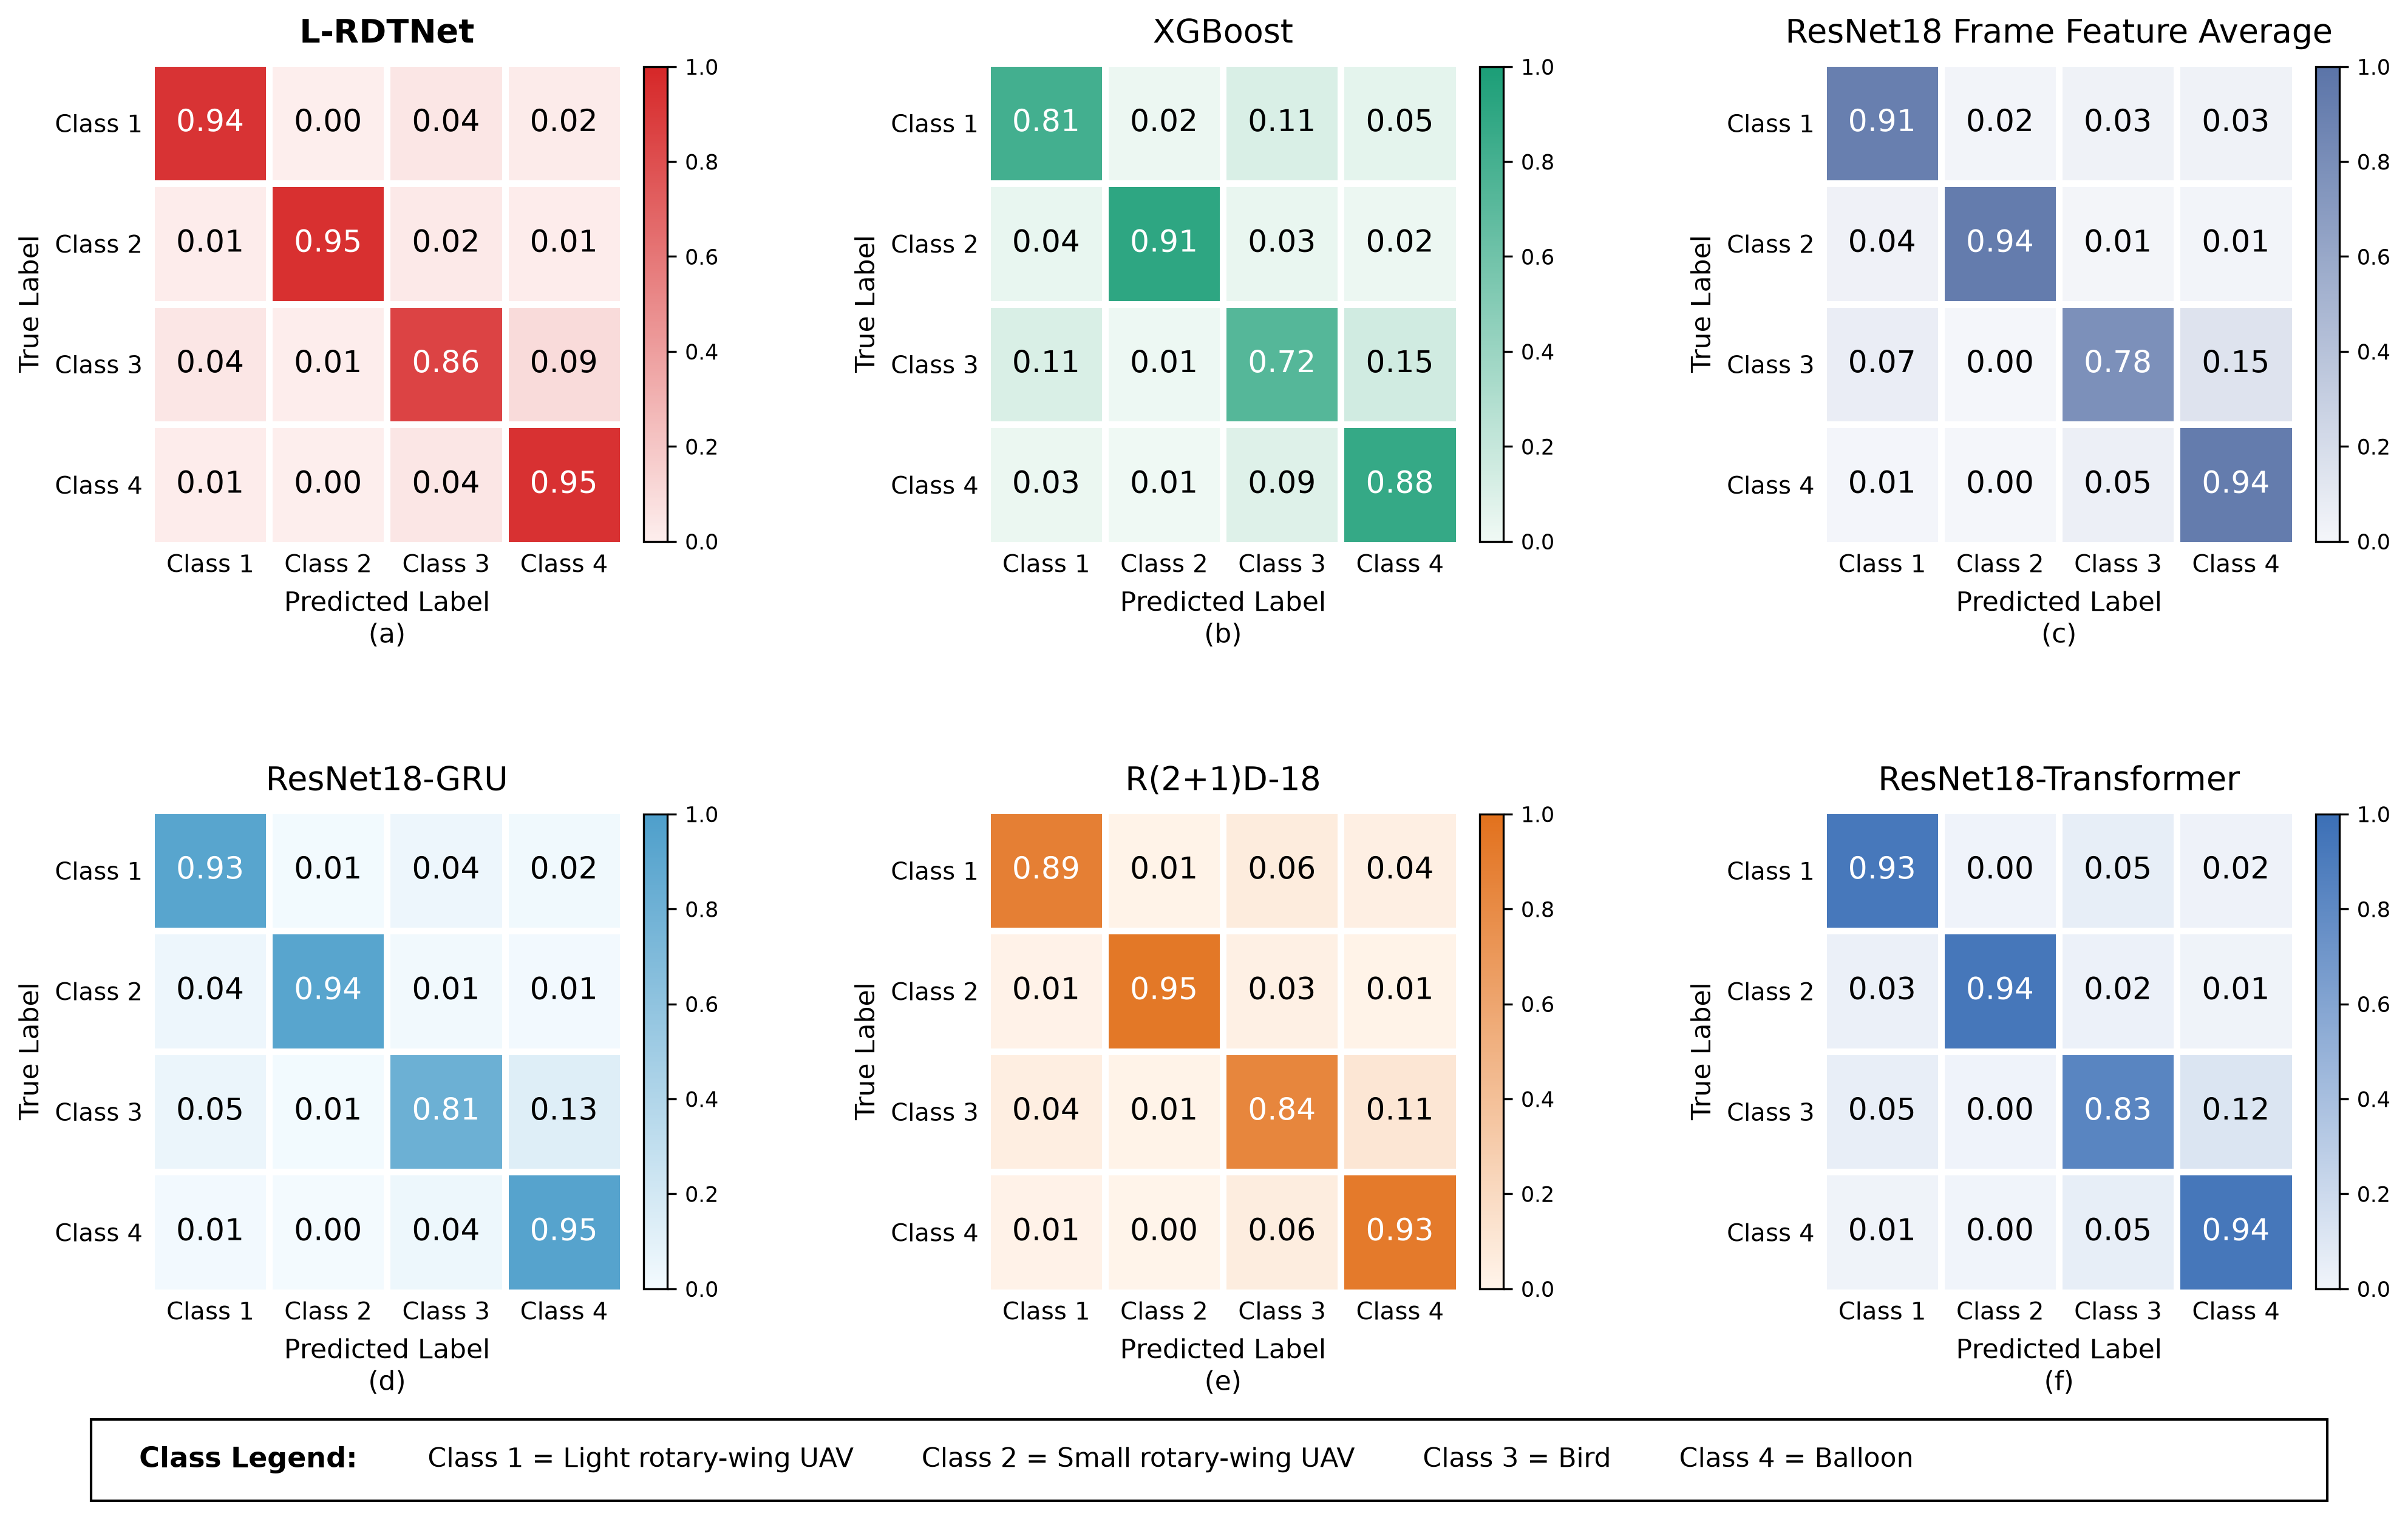 L-RDTNet
1.0
Class 1 0.94 0.00 0.04 0.02
0.8
Class 2 0.01 0.95 0.02 0.01
0.6
True Label
Class 3 0.04 0.01 0.86 0.09
0.4
0.2
Class 4 0.01 0.00 0.04 0.95
0.0
Class 1 Class 2 Class 3 Class 4
Predicted Label
(a)
XGBoost
1.0
Class 1 0.81 0.02 0.11 0.05
0.8
Class 2 0.04 0.91 0.03 0.02
0.6
True Label
Class 3 0.11 0.01 0.72 0.15
0.4
0.2
Class 4 0.03 0.01 0.09 0.88
0.0
Class 1 Class 2 Class 3 Class 4
Predicted Label
(b)
ResNet18 Frame Feature Average
1.0
Class 1 0.91 0.02 0.03 0.03
0.8
Class 2 0.04 0.94 0.01 0.01
0.6
True Label
Class 3 0.07 0.00 0.78 0.15
0.4
0.2
Class 4 0.01 0.00 0.05 0.94
0.0
Class 1 Class 2 Class 3 Class 4
Predicted Label
(c)
ResNet18-GRU
1.0
Class 1 0.93 0.01 0.04 0.02
0.8
Class 2 0.04 0.94 0.01 0.01
0.6
True Label
Class 3 0.05 0.01 0.81 0.13
0.4
0.2
Class 4 0.01 0.00 0.04 0.95
0.0
Class 1 Class 2 Class 3 Class 4
Predicted Label
(d)
R(2+1)D-18
1.0
Class 1 0.89 0.01 0.06 0.04
0.8
Class 2 0.01 0.95 0.03 0.01
0.6
True Label
Class 3 0.04 0.01 0.84 0.11
0.4
0.2
Class 4 0.01 0.00 0.06 0.93
0.0
Class 1 Class 2 Class 3 Class 4
Predicted Label
(e)
ResNet18-Transformer
1.0
Class 1 0.93 0.00 0.05 0.02
0.8
Class 2 0.03 0.94 0.02 0.01
0.6
True Label
Class 3 0.05 0.00 0.83 0.12
0.4
0.2
Class 4 0.01 0.00 0.05 0.94
0.0
Class 1 Class 2 Class 3 Class 4
Predicted Label
(f)
Class Legend: Class 1 = Light rotary-wing UAV Class 2 = Small rotary-wing UAV Class 3 = Bird Class 4 = Balloon